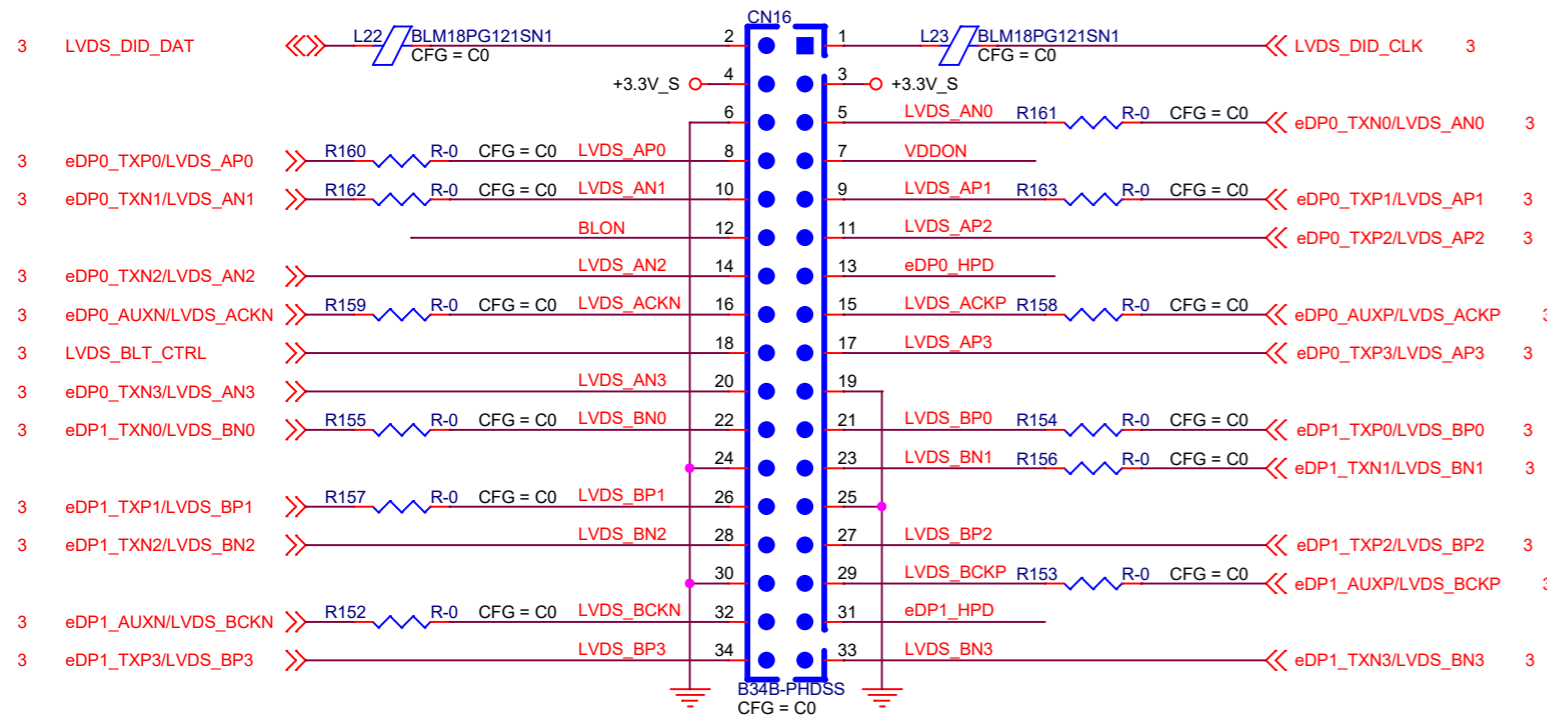 CN16
3 LVDS_DID_DAT L22 BLM18PG121SN1 2 1 L23 BLM18PG121SN1 LVDS_DID_CLK 3
CFG = C0 CFG = C0
+3.3V_S 4 3 +3.3V_S
6 5 LVDS_AN0 R161 R-0 CFG = C0 eDP0_TXN0/LVDS_AN0 3
3 eDP0_TXP0/LVDS_AP0 R160 R-0 CFG = C0 LVDS_AP0 8 7 VDDON
3 eDP0_TXN1/LVDS_AN1 R162 R-0 CFG = C0 LVDS_AN1 10 9 LVDS_AP1 R163 R-0 CFG = C0 eDP0_TXP1/LVDS_AP1 3
BLON 12 11 LVDS_AP2 eDP0_TXP2/LVDS_AP2 3
3 eDP0_TXN2/LVDS_AN2 LVDS_AN2 14 13 eDP0_HPD
3 eDP0_AUXN/LVDS_ACKN R159 R-0 CFG = C0 LVDS_ACKN 16 15 LVDS_ACKP R158 R-0 CFG = C0 eDP0_AUXP/LVDS_ACKP 3
3 LVDS_BLT_CTRL 18 17 LVDS_AP3 eDP0_TXP3/LVDS_AP3 3
3 eDP0_TXN3/LVDS_AN3 LVDS_AN3 20 19
3 eDP1_TXN0/LVDS_BN0 R155 R-0 CFG = C0 LVDS_BN0 22 21 LVDS_BP0 R154 R-0 CFG = C0 eDP1_TXP0/LVDS_BP0 3
24 23 LVDS_BN1 R156 R-0 CFG = C0 eDP1_TXN1/LVDS_BN1 3
3 eDP1_TXP1/LVDS_BP1 R157 R-0 CFG = C0 LVDS_BP1 26 25
3 eDP1_TXN2/LVDS_BN2 LVDS_BN2 28 27 LVDS_BP2 eDP1_TXP2/LVDS_BP2 3
30 29 LVDS_BCKP R153 R-0 CFG = C0 eDP1_AUXP/LVDS_BCKP 3
3 eDP1_AUXN/LVDS_BCKN R152 R-0 CFG = C0 LVDS_BCKN 32 31 eDP1_HPD
3 eDP1_TXP3/LVDS_BP3 LVDS_BP3 34 33 LVDS_BN3 eDP1_TXN3/LVDS_BN3 3
B34B-PHDSS
CFG = C0